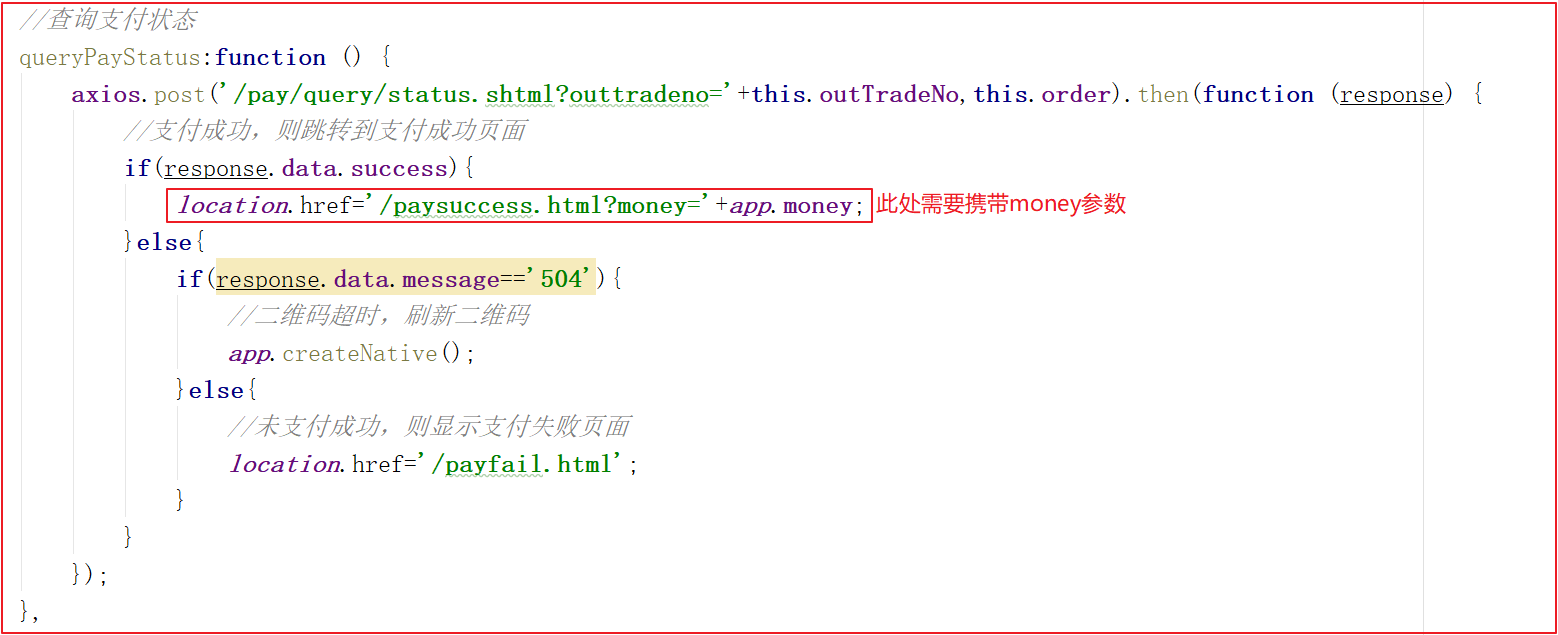 //查询支付状态
queryPayStatus:function () {
axios.post('/pay/query/status.shtml?outtradeno='+this.outTradeNo,this.order).then(function (response) {
//支付成功，则跳转到支付成功页面
if(response.data.success){
location.href='/paysuccess.html?money='+app.money; 此处需要携带money参数
}else{
if(response.data.message=='504'){
//二维码超时，刷新二维码
app.createNative();
}else{
//未支付成功，则显示支付失败页面
location.href='/payfail.html';
}
}
});
},